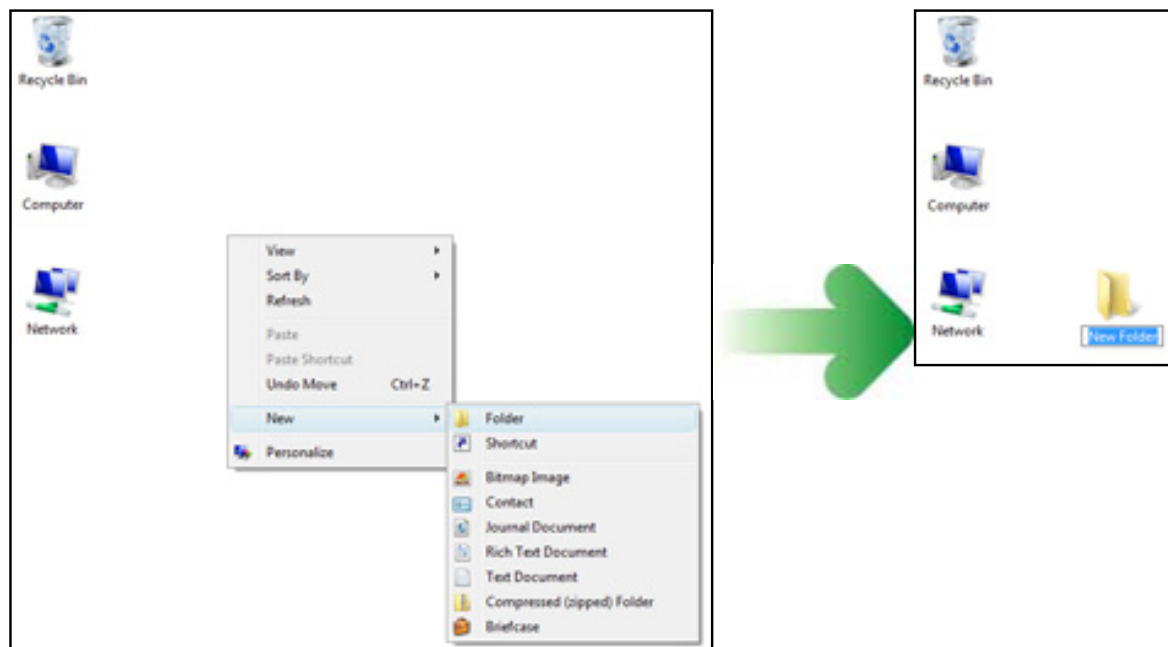 Recycle Bin
Computer
Network
View
Sort By
Refresh
Paste
Paste Shortcut
Undo Move Ctrl+Z
New
Personalize
Folder
Shortcut
Bitmap Image
Contact
Journal Document
Rich Text Document
Text Document
Compressed (zipped) Folder
Briefcase
Recycle Bin
Computer
Network
New Folder